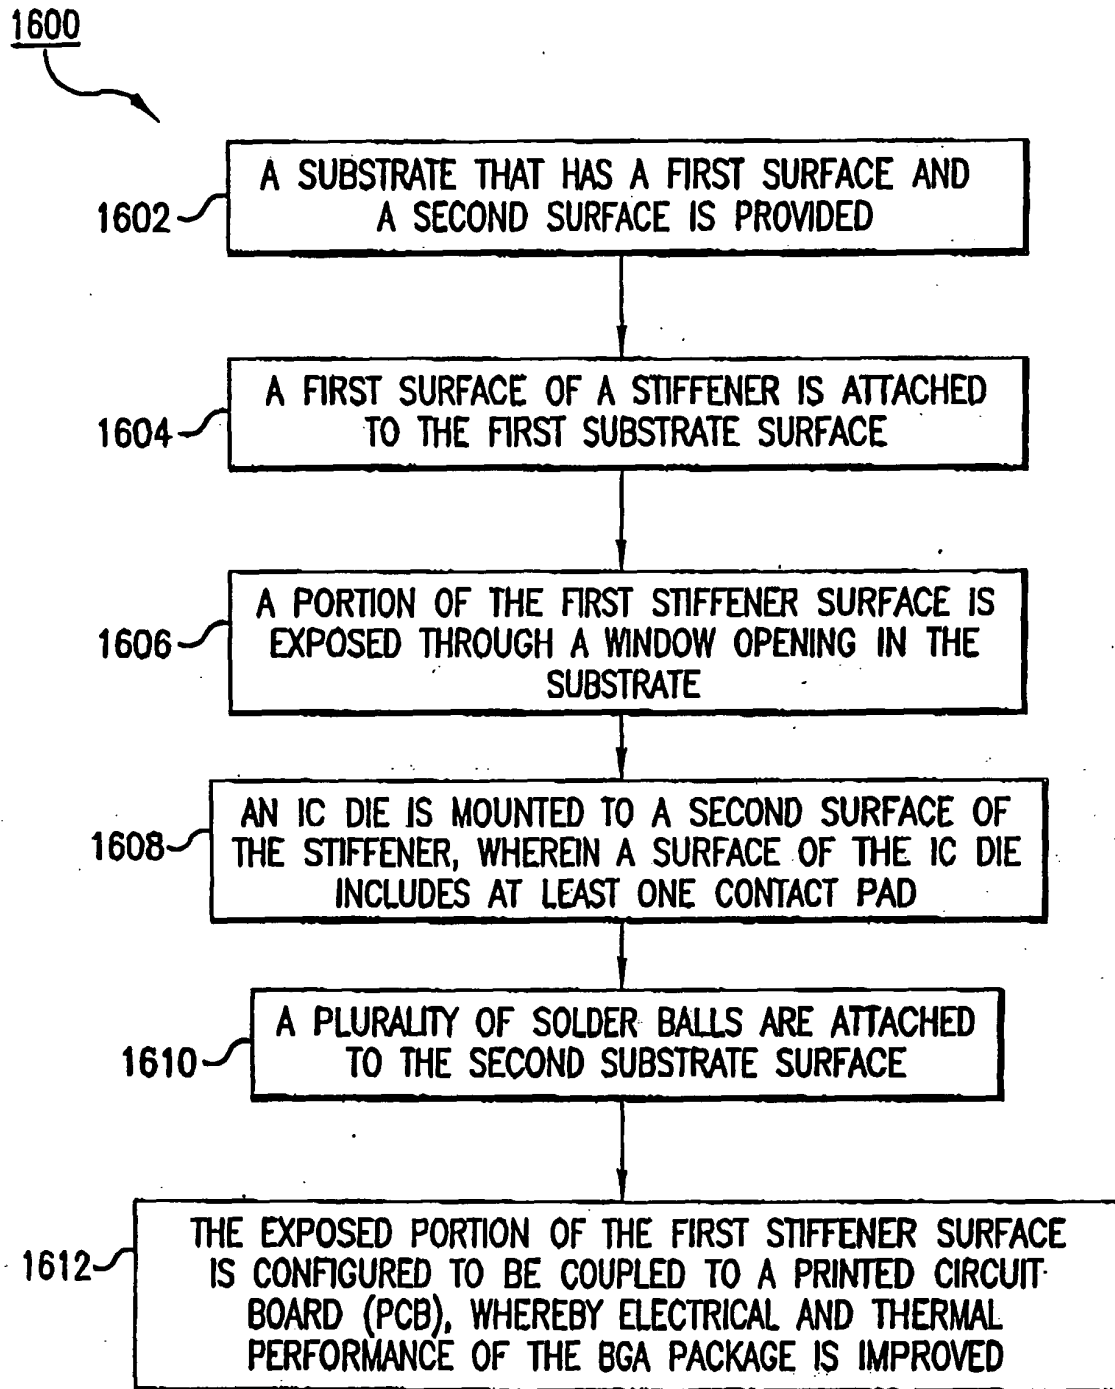 1600
1602
A SUBSTRATE THAT HAS A FIRST SURFACE AND
A SECOND SURFACE IS PROVIDED
1604
A FIRST SURFACE OF A STIFFENER IS ATTACHED
TO THE FIRST SUBSTRATE SURFACE
1606
A PORTION OF THE FIRST STIFFENER SURFACE IS
EXPOSED THROUGH A WINDOW OPENING IN THE
SUBSTRATE
1608
AN IC DIE IS MOUNTED TO A SECOND SURFACE OF
THE STIFFENER, WHEREIN A SURFACE OF THE IC DIE
INCLUDES AT LEAST ONE CONTACT PAD
1610
A PLURALITY OF SOLDER BALLS ARE ATTACHED
TO THE SECOND SUBSTRATE SURFACE
1612
THE EXPOSED PORTION OF THE FIRST STIFFENER SURFACE
IS CONFIGURED TO BE COUPLED TO A PRINTED CIRCUIT
BOARD (PCB), WHEREBY ELECTRICAL AND THERMAL
PERFORMANCE OF THE BGA PACKAGE IS IMPROVED